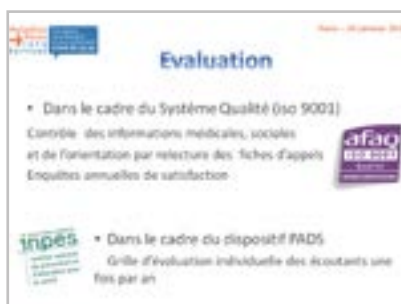 Evaluation
• Dans le cadre du Système Qualité (iso 9001)
Contrôle des informations médicales, sociales
et de l'orientation par relecture des fiches d'appels
Enquêtes annuelles de satisfaction
afaq
ISO 9001
inpes
• Dans le cadre du dispositif PADS
Grille d'évaluation individuelle des écoutants une
fois par an